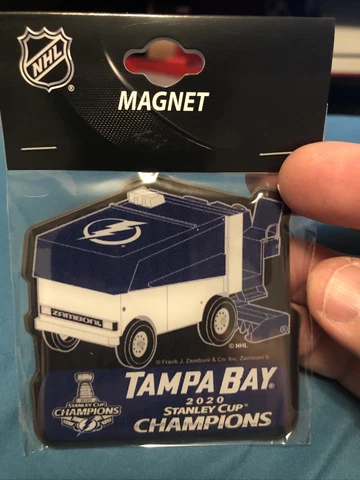 NHL ®
MAGNET
ZAMBONI
© NHL
© Frank J. Zamboni & Co. Inc. Zamboni ®
TAMPA BAY ®
2020
STANLEY CUP ®
CHAMPIONS
STANLEY CUP ®
CHAMPIONS